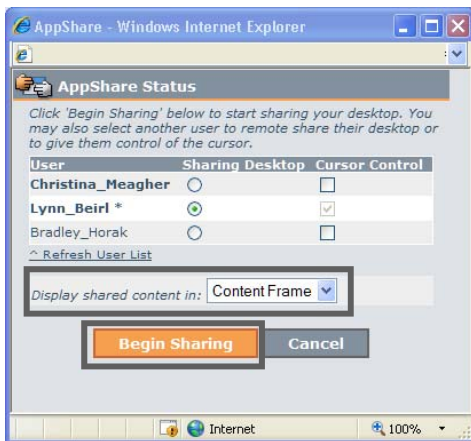 AppShare - Windows Internet Explorer
AppShare Status
Click 'Begin Sharing' below to start sharing your desktop. You
may also select another user to remote share their desktop or
to give them control of the cursor.
User Sharing Desktop Cursor Control
Christina_Meagher
Lynn_Beirl *
Bradley_Horak
^ Refresh User List
Display shared content in: Content Frame
Begin Sharing Cancel
Internet 100%